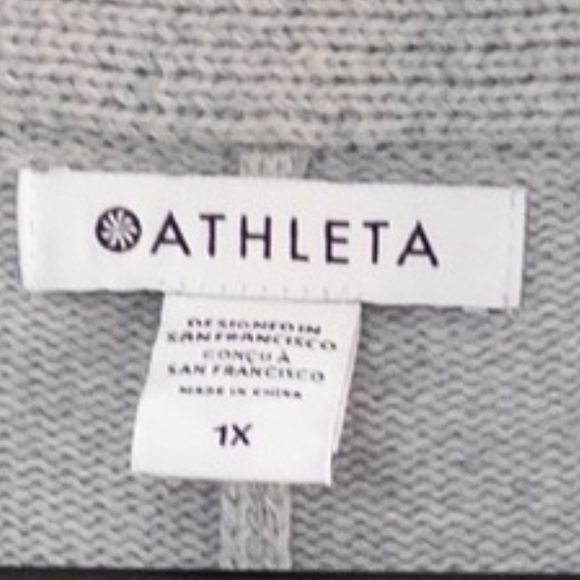 ATHLETA
DESIGNED IN
SAN FRANCISCO
CONÇU À
SAN FRANCISCO
MADE IN CHINA
1X